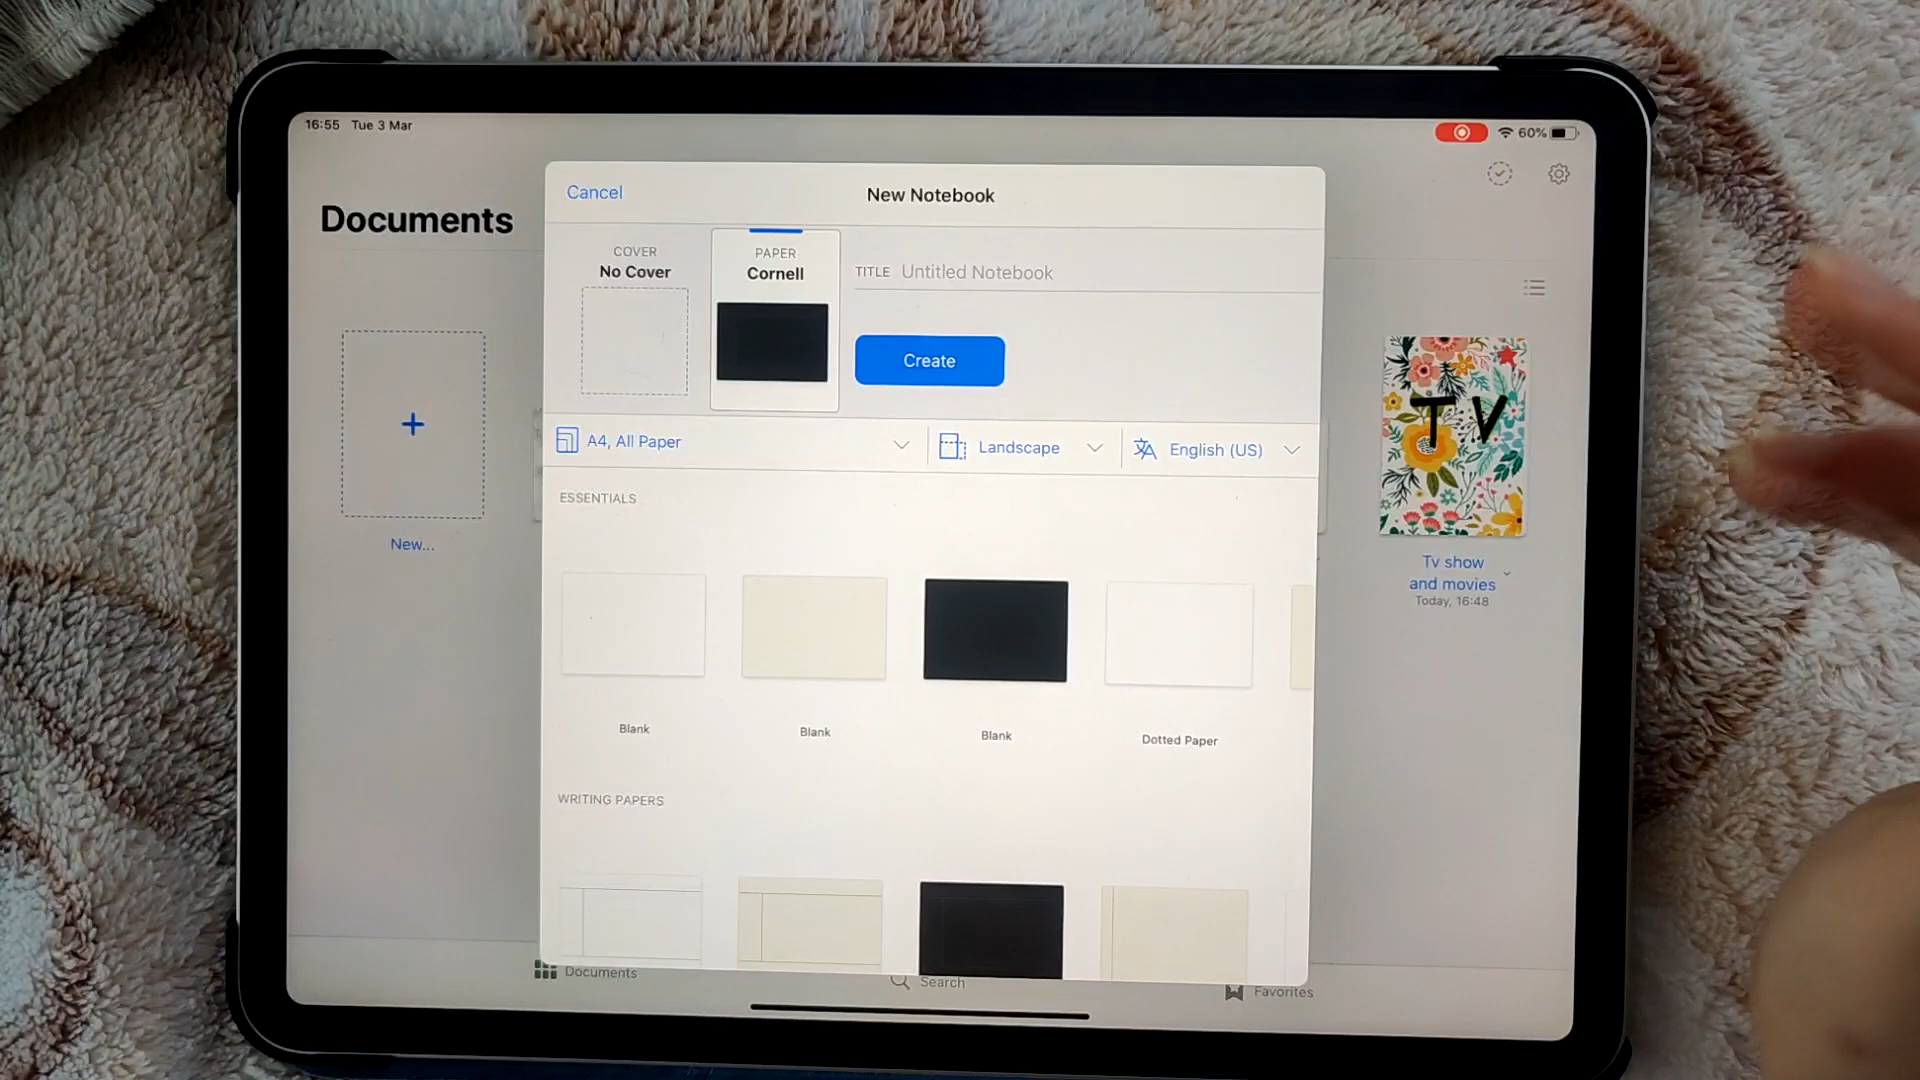 16:55 Tue 3 Mar
60%
Documents
Cancel
New Notebook
COVER
No Cover
PAPER
Cornell
TITLE Untitled Notebook
Create
A4, All Paper
Landscape
English (US)
ESSENTIALS
Blank
Blank
Blank
Dotted Paper
WRITING PAPERS
New...
TV
Tv show
and movies
Today, 16:48
Documents
Search
Favorites